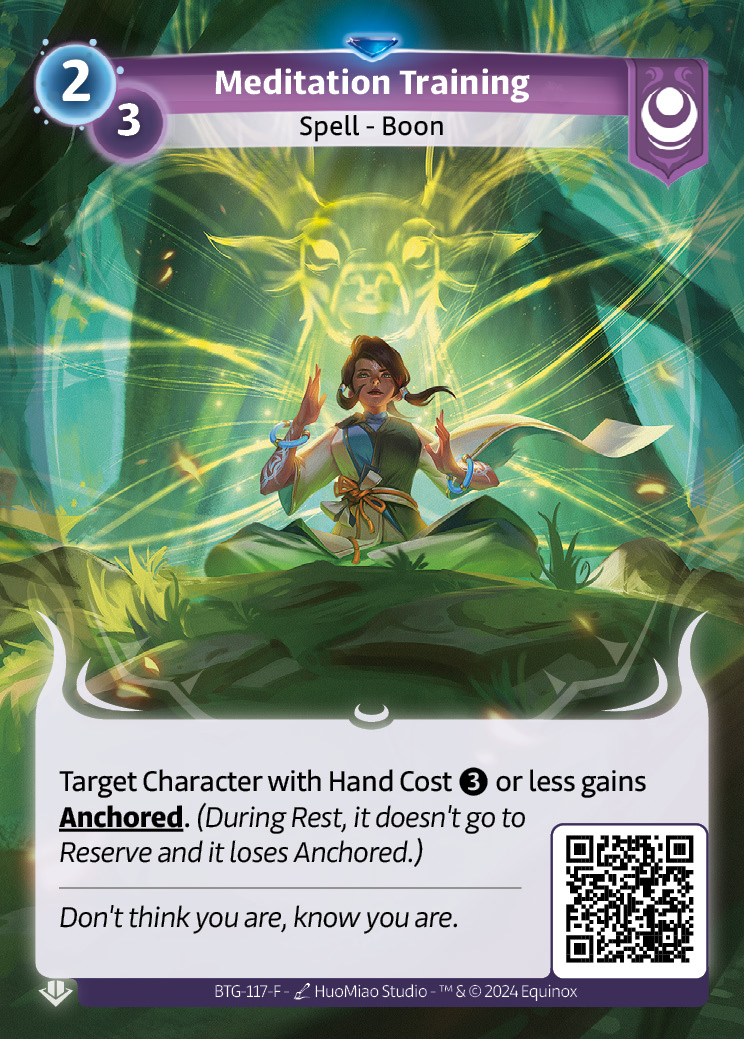 2
Meditation Training
3
Spell - Boon
Target Character with Hand Cost 3 or less gains
Anchored. (During Rest, it doesn't go to
Reserve and it loses Anchored.)
Don't think you are, know you are.
BTG-117-F - HuoMiao Studio - ™ & © 2024 Equinox